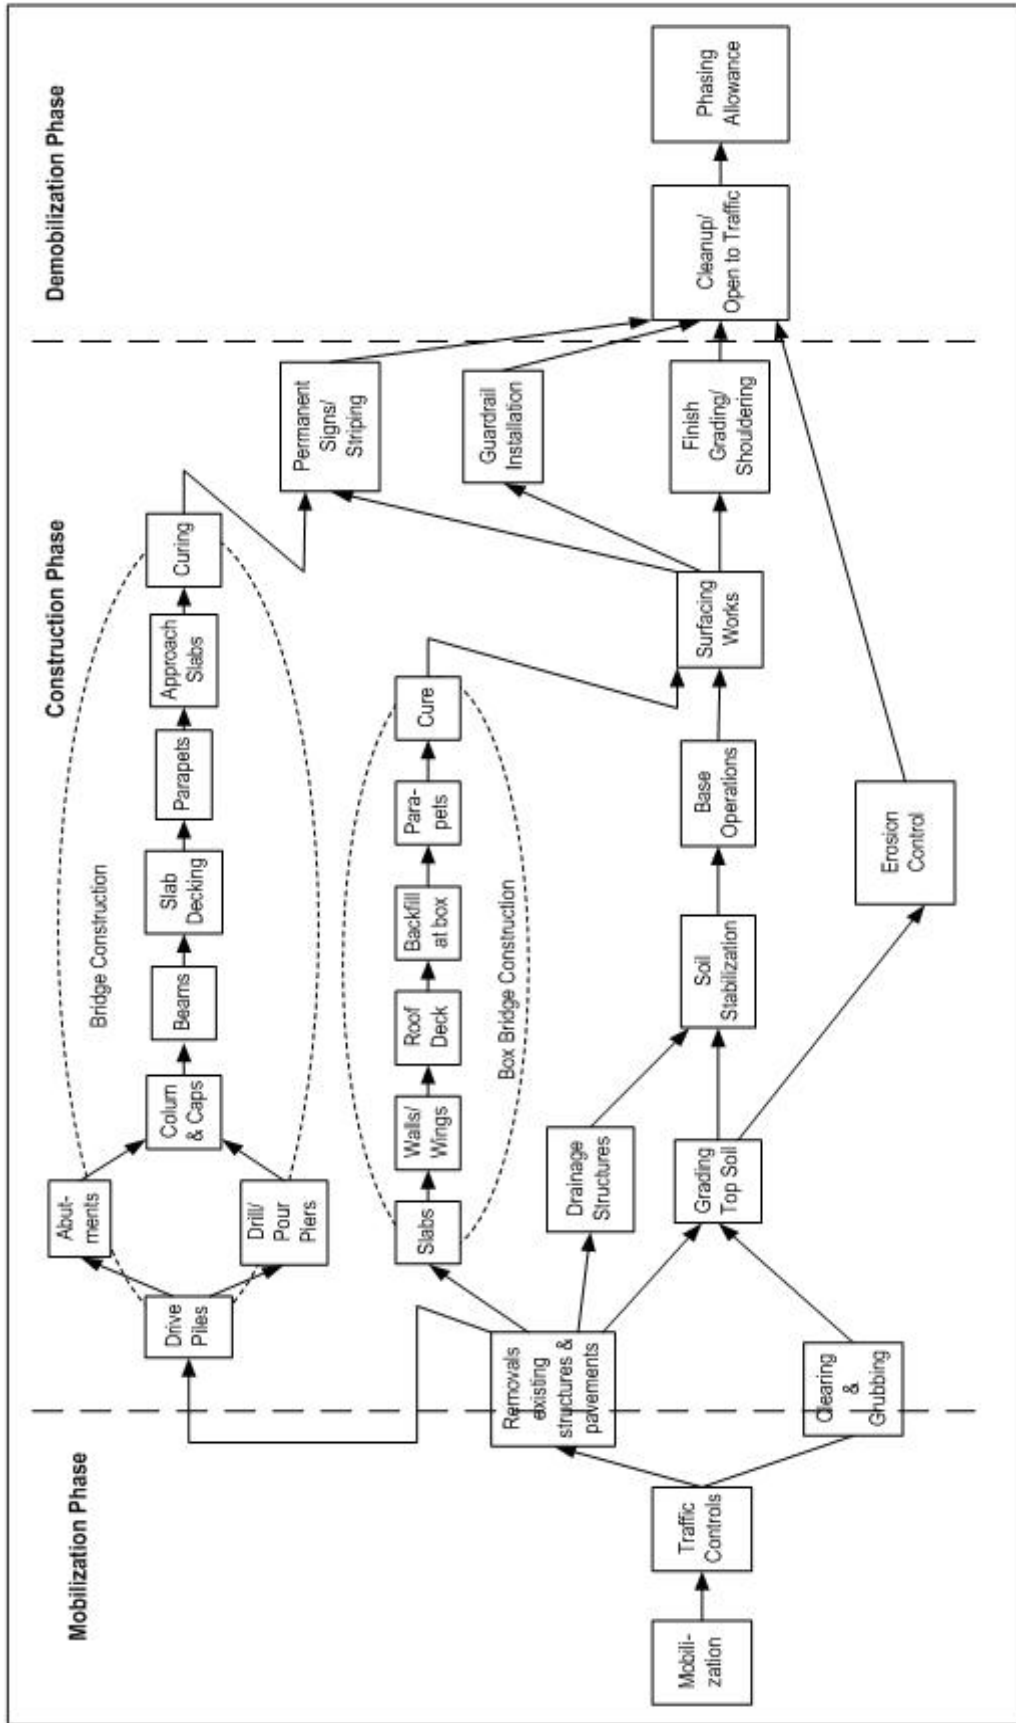 Mobilization Phase
Construction Phase
Demobilization Phase
Mobili-
zation
Traffic
Controls
Removals
existing
structures &
pavements
Clearing
&
Grubbing
Drive
Piles
Abut-
ments
Drill/
Pour
Piers
Colum
& Caps
Beams
Slab
Decking
Parapets
Approach
Slabs
Curing
Bridge Construction
Slabs
Walls/
Wings
Roof
Deck
Backfill
at box
Para-
pets
Cure
Box Bridge Construction
Drainage
Structures
Grading
Top Soil
Soil
Stabilization
Base
Operations
Surfacing
Works
Erosion
Control
Permanent
Signs/
Striping
Guardrail
Installation
Finish
Grading/
Shouldering
Cleanup/
Open to Traffic
Phasing
Allowance